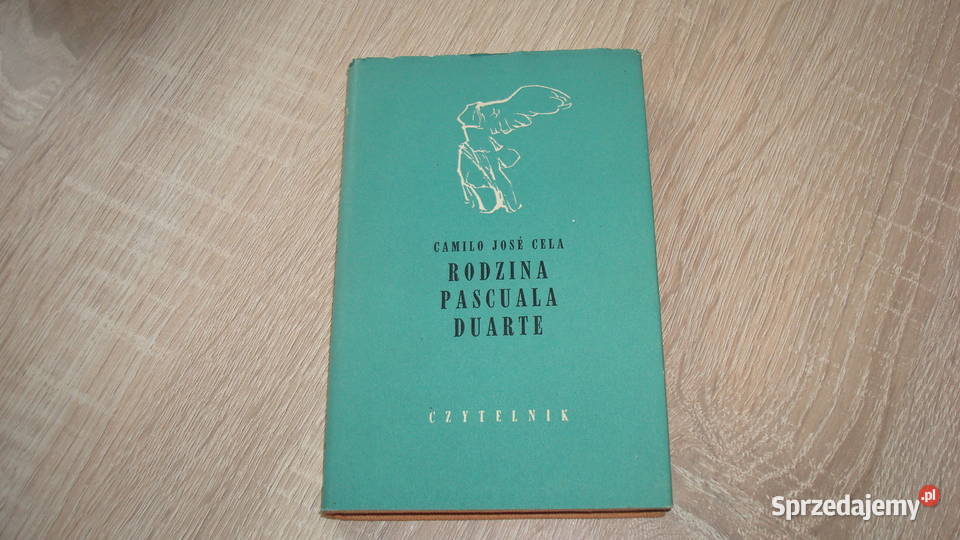 CAMILO JOSÉ CELA
RODZINA
PASCUALA
DUARTE
CZYTELNIK
Sprzedajemy.pl